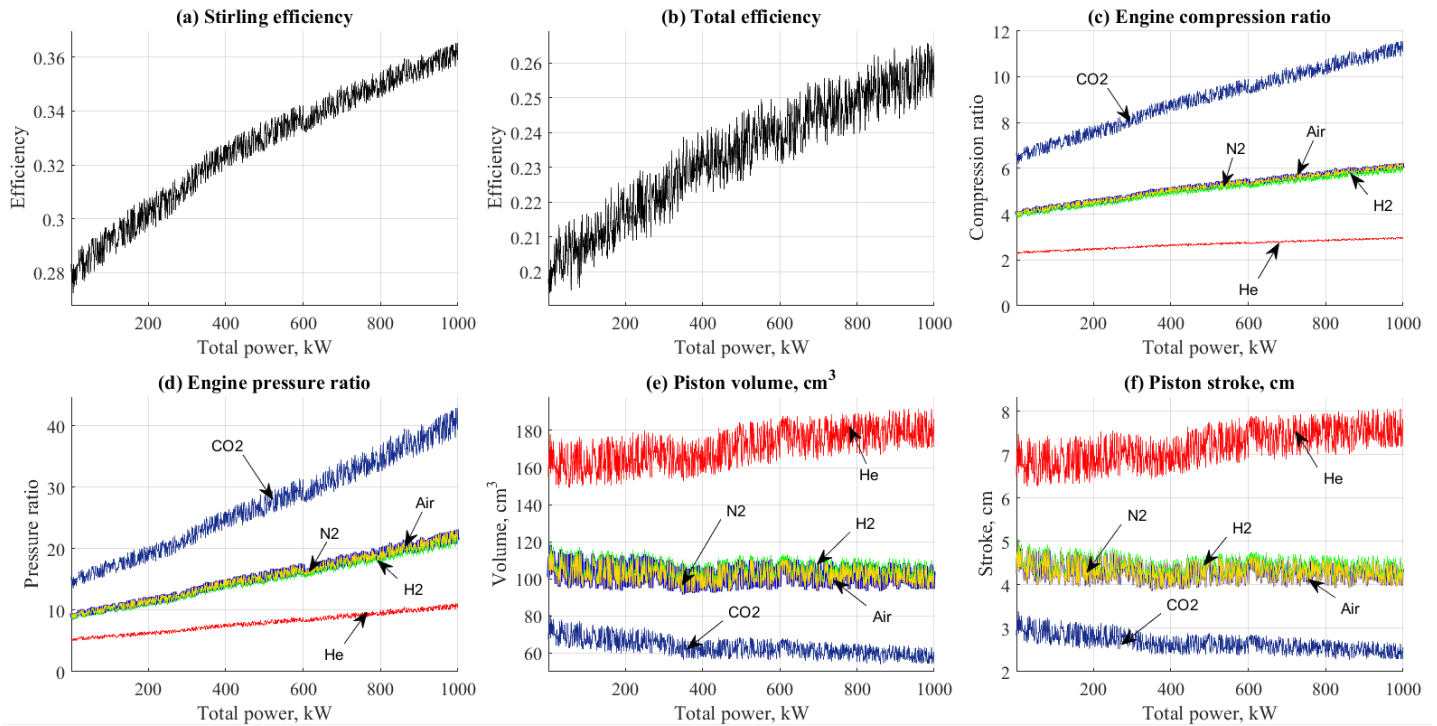 (a) Stirling efficiency
Efficiency
0.36
0.34
0.32
0.3
0.28
200 400 600 800 1000
Total power, kW
(b) Total efficiency
Efficiency
0.26
0.25
0.24
0.23
0.22
0.21
0.2
200 400 600 800 1000
Total power, kW
(c) Engine compression ratio
Compression ratio
12
10
8
6
4
2
0
CO2
N2
Air
H2
He
200 400 600 800 1000
Total power, kW
(d) Engine pressure ratio
Pressure ratio
40
30
20
10
0
CO2
N2
Air
H2
He
200 400 600 800 1000
Total power, kW
(e) Piston volume, cm³
Volume, cm³
180
160
140
120
100
80
60
He
N2
H2
CO2
Air
200 400 600 800 1000
Total power, kW
(f) Piston stroke, cm
Stroke, cm
8
7
6
5
4
3
2
He
N2
H2
Air
CO2
200 400 600 800 1000
Total power, kW